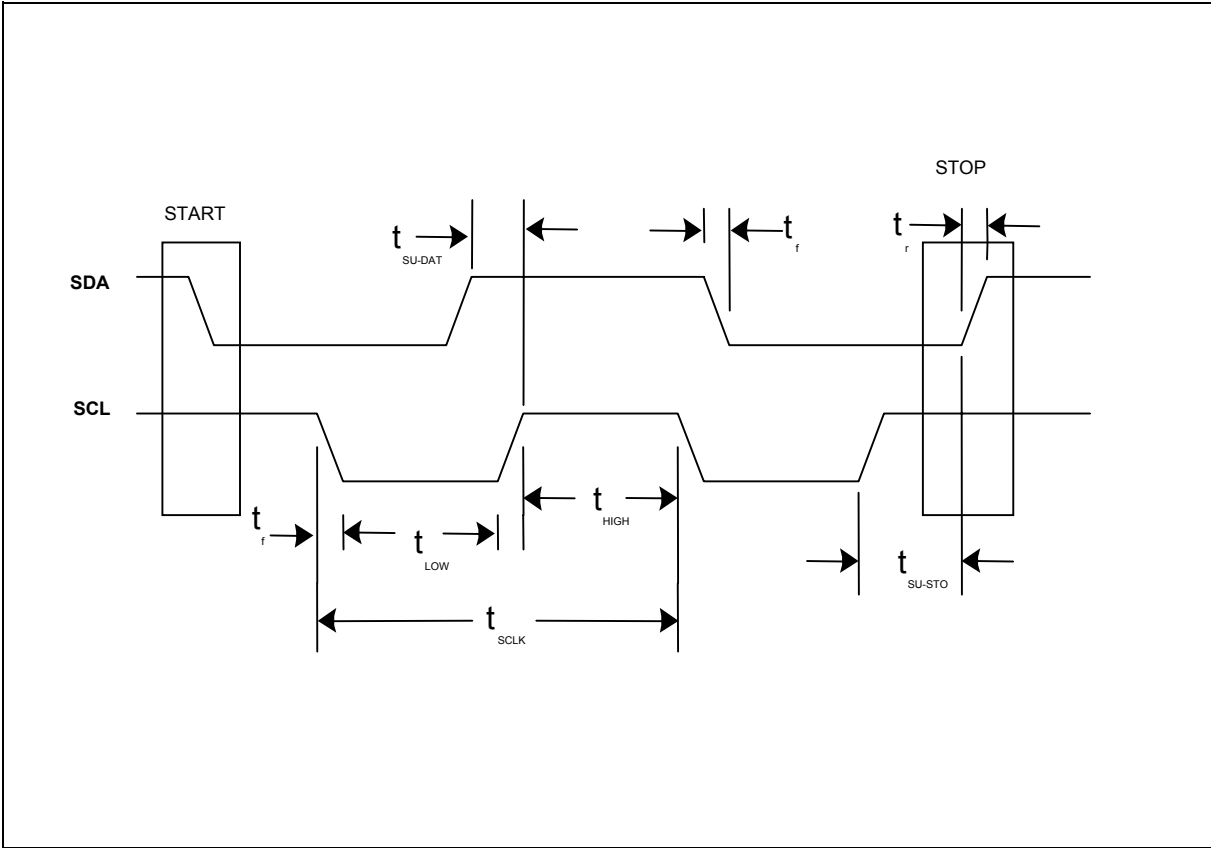 STOP
START
t SU-DAT
t f
t r
SDA
SCL
t HIGH
t f
t LOW
t SU-STO
t SCLK